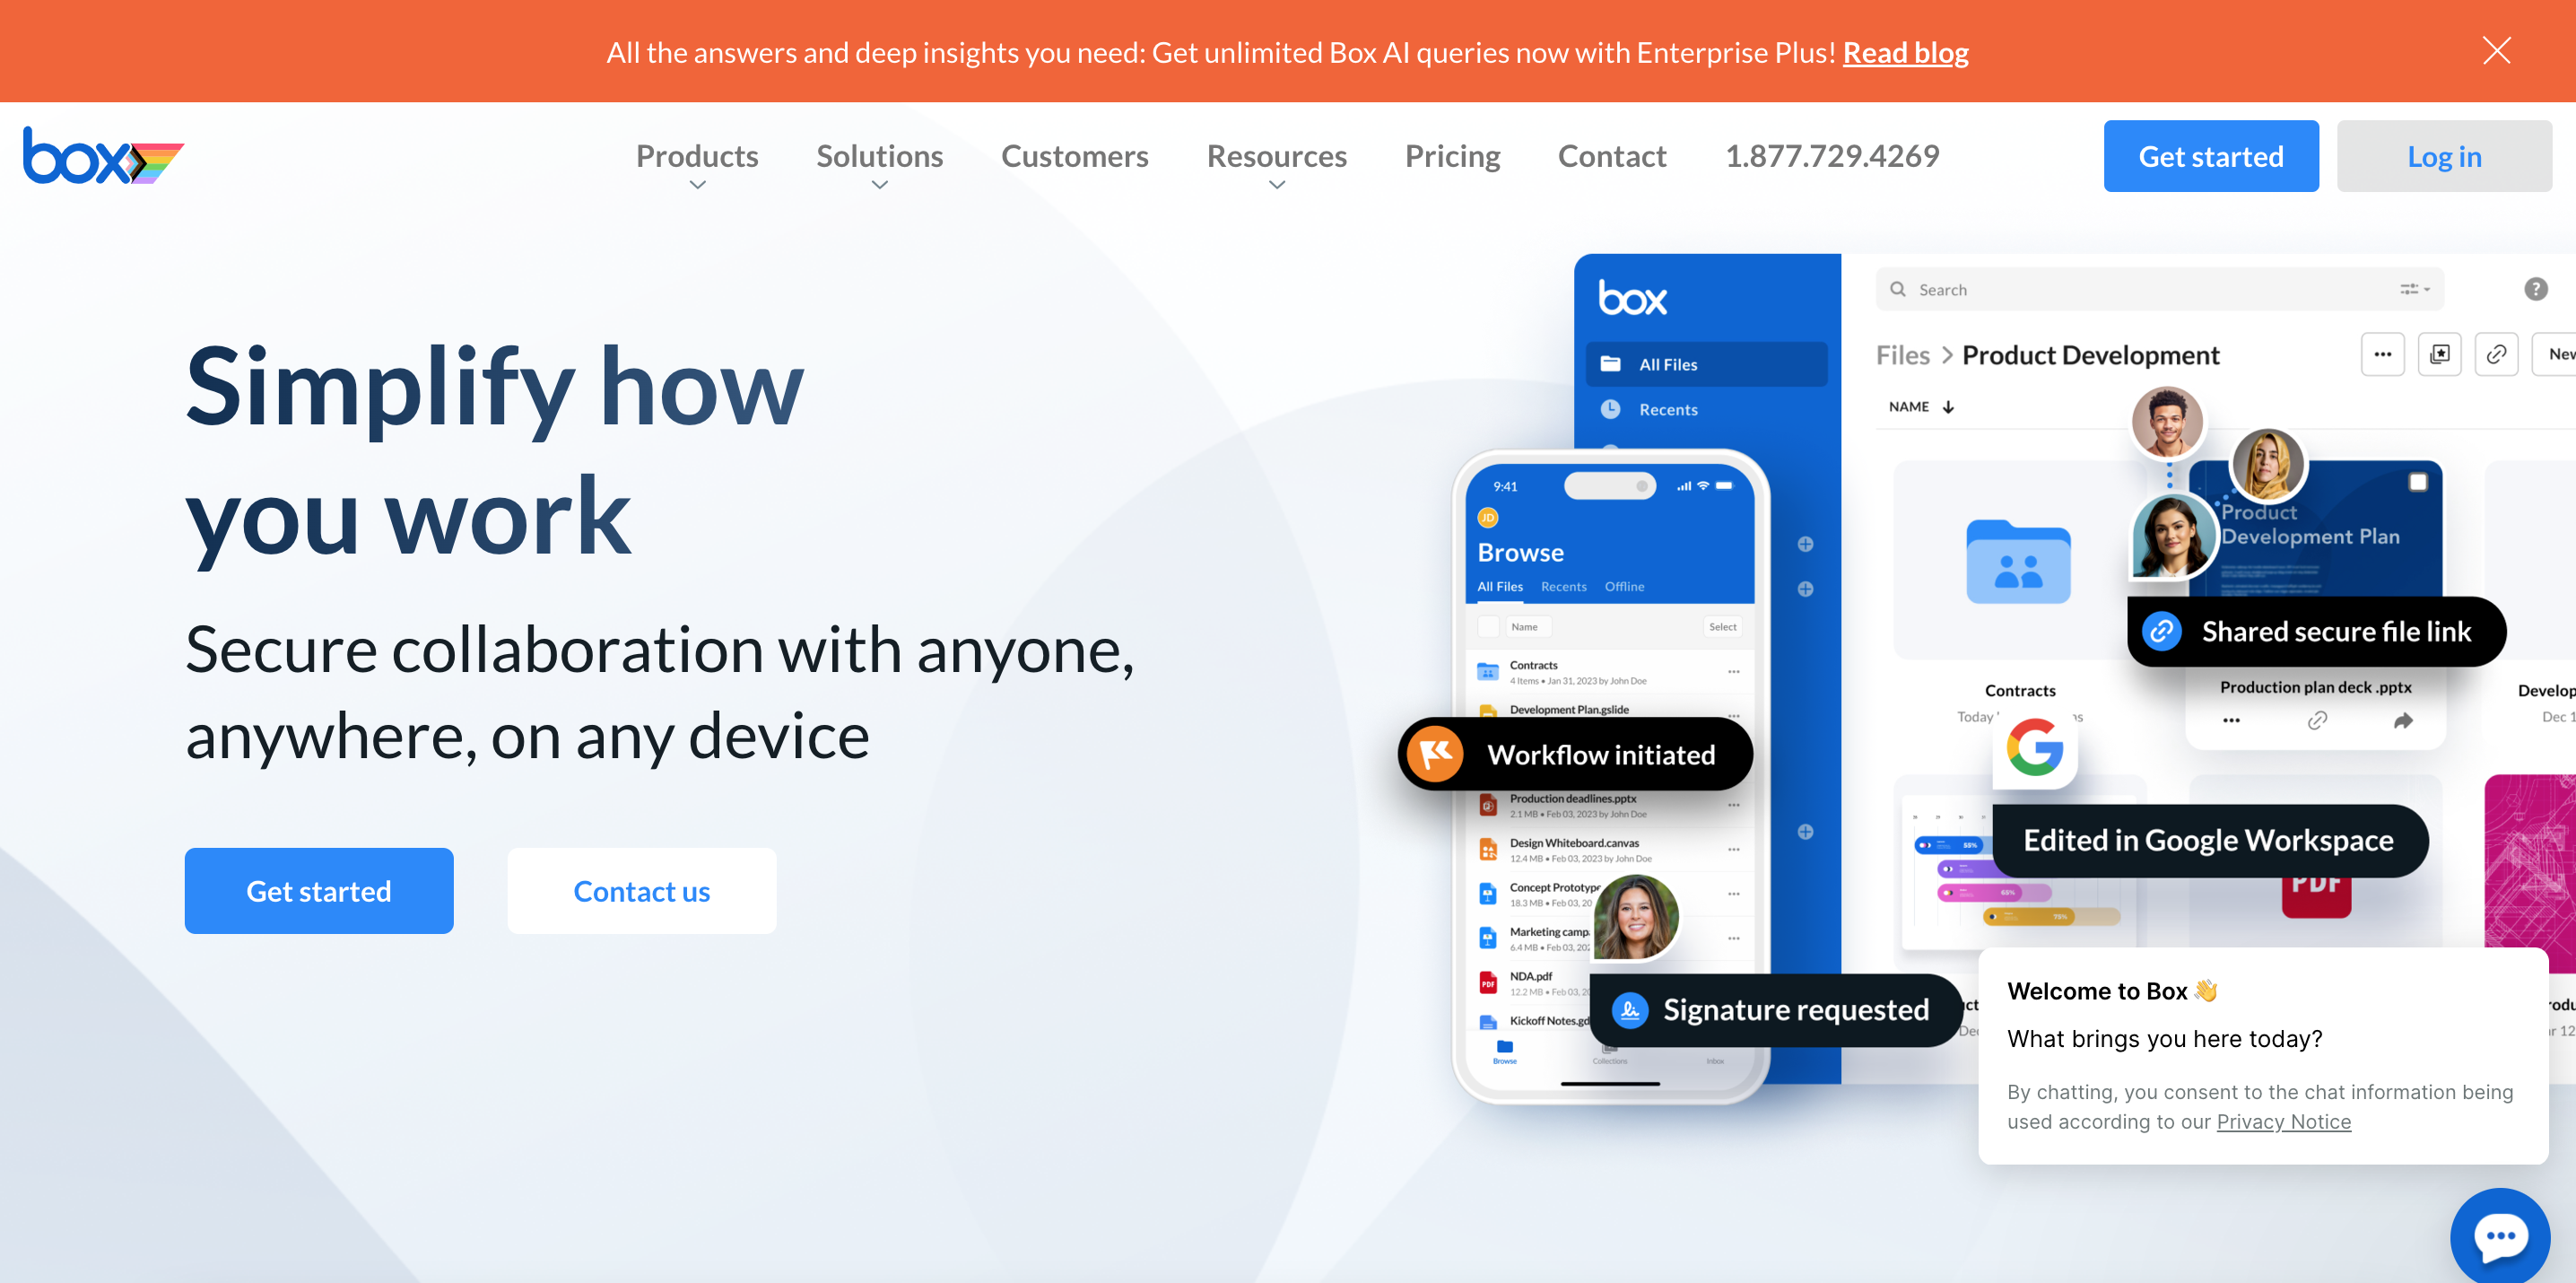 All the answers and deep insights you need: Get unlimited Box AI queries now with Enterprise Plus! Read blog
box
Products
Solutions
Customers
Resources
Pricing
Contact
1.877.729.4269
Get started
Log in
Simplify how
you work
Secure collaboration with anyone,
anywhere, on any device
Get started
Contact us
box
All Files
Recents
Search
Files > Product Development
New
NAME
Product
Development Plan
Shared secure file link
Contracts
Today
Production plan deck .pptx
Dec 1
Edited in Google Workspace
55%
65%
75%
PDF
9:41
JD
Browse
All Files
Recents
Offline
Name
Select
Contracts
4 Items • Jan 31, 2023 by John Doe
Development Plan.gslide
Workflow initiated
Production deadlines.pptx
2.1 MB • Feb 03, 2023 by John Doe
Design Whiteboard.canvas
12.4 MB • Feb 03, 2023 by John Doe
Concept Prototype
18.3 MB • Feb 03, 20
Marketing camp
6.4 MB • Feb 03, 202
PDF
NDA.pdf
12.2 MB • Feb 03, 2
Kickoff Notes.gd
Signature requested
Browse
Collections
Inbox
Welcome to Box 👋
What brings you here today?
By chatting, you consent to the chat information being
used according to our Privacy Notice